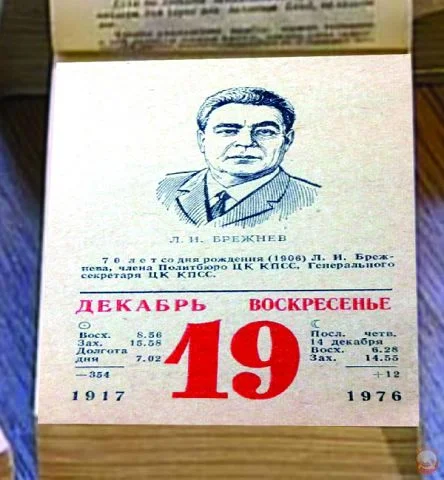 Л. И. БРЕЖНЕВ
70 лет со дня рождения (1906) Л. И. Бреж-
нева, члена Политбюро ЦК КПСС, Генерального
секретаря ЦК КПСС.
ДЕКАБРЬ ВОСКРЕСЕНЬЕ
19
Восх. 8.56
Зах. 15.58
Долгота
дня 7.02
—354
1917
Посл. четв.
14 декабря
Восх. 6.28
Зах. 14.55
+12
1976